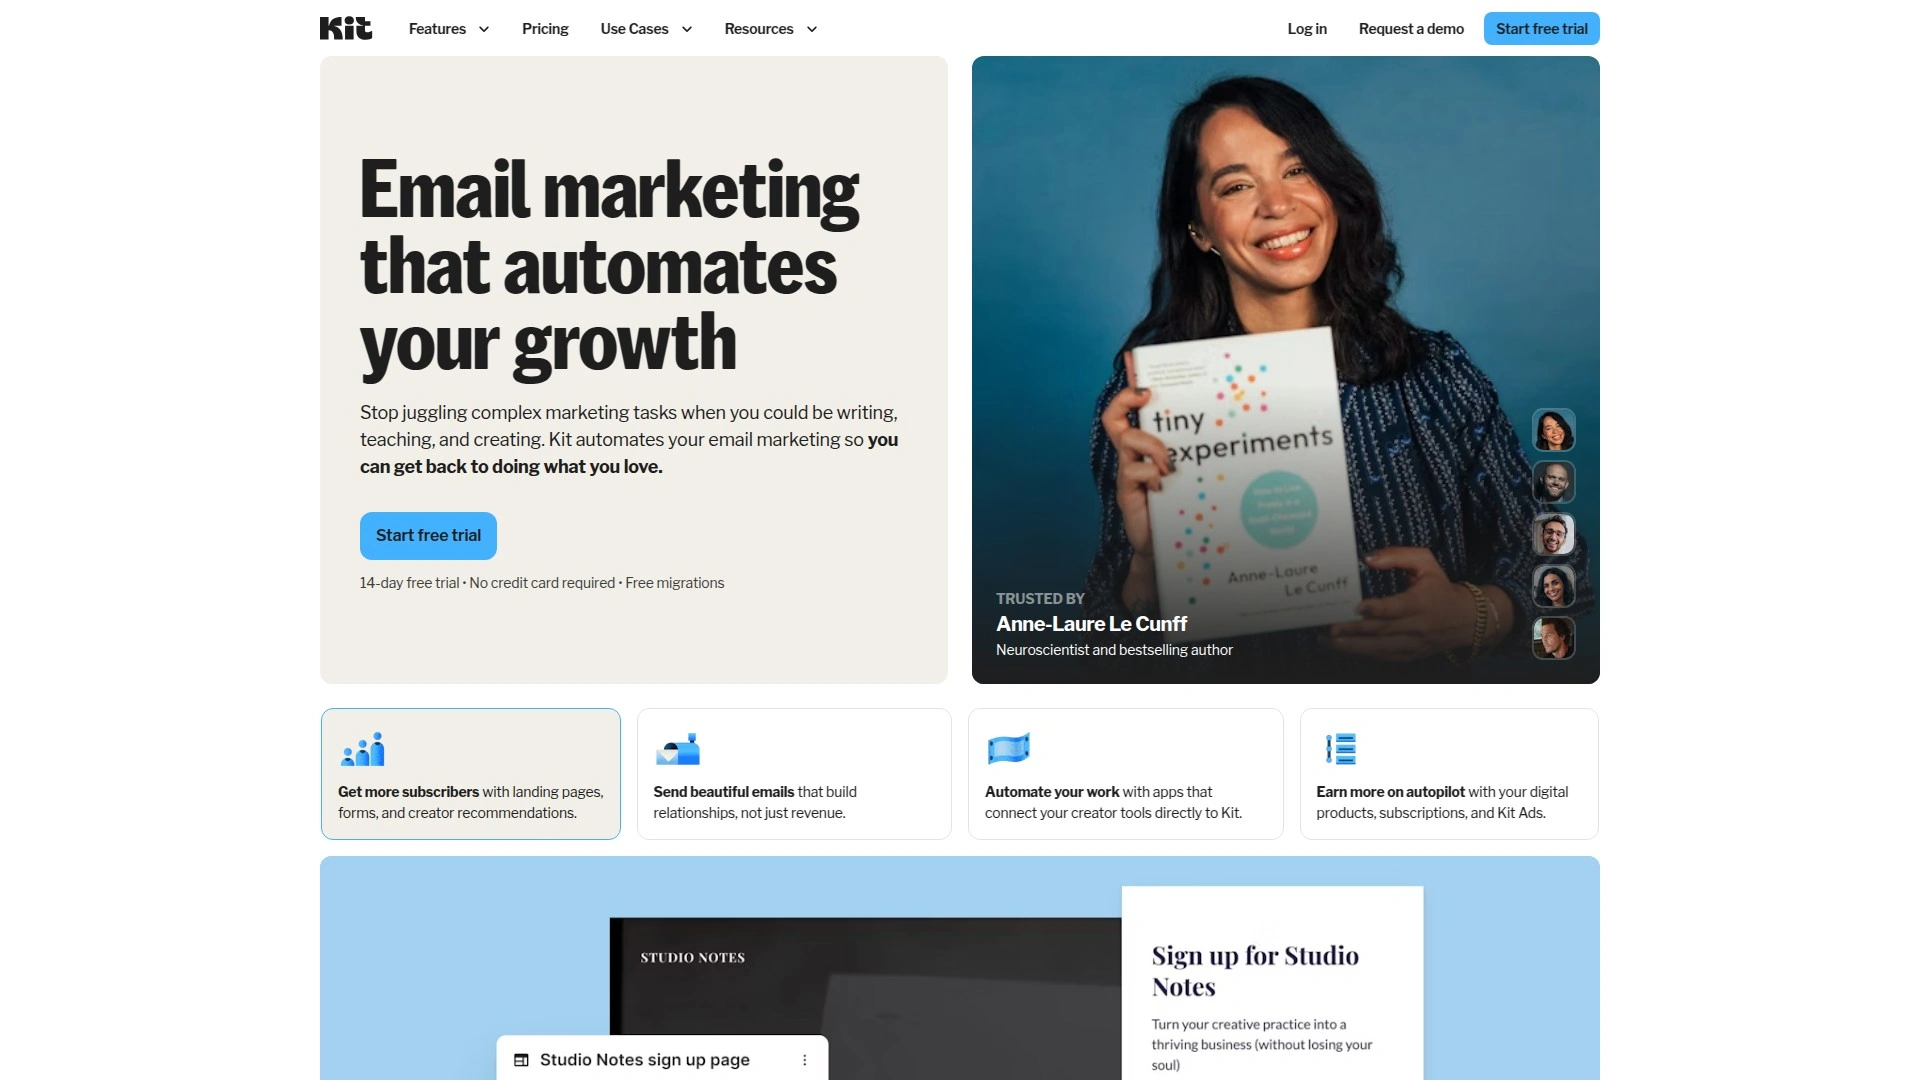 Kit
Features
Pricing
Use Cases
Resources
Log in
Request a demo
Start free trial
Email marketing
that automates
your growth
Stop juggling complex marketing tasks when you could be writing,
teaching, and creating. Kit automates your email marketing so you
can get back to doing what you love.
Start free trial
14-day free trial • No credit card required • Free migrations
tiny
experiments
Anne-Laure
Le Cunff
TRUSTED BY
Anne-Laure Le Cunff
Neuroscientist and bestselling author
Get more subscribers with landing pages,
forms, and creator recommendations.
Send beautiful emails that build
relationships, not just revenue.
Automate your work with apps that
connect your creator tools directly to Kit.
Earn more on autopilot with your digital
products, subscriptions, and Kit Ads.
STUDIO NOTES
Studio Notes sign up page
Sign up for Studio
Notes
Turn your creative practice into a
thriving business (without losing your
soul)